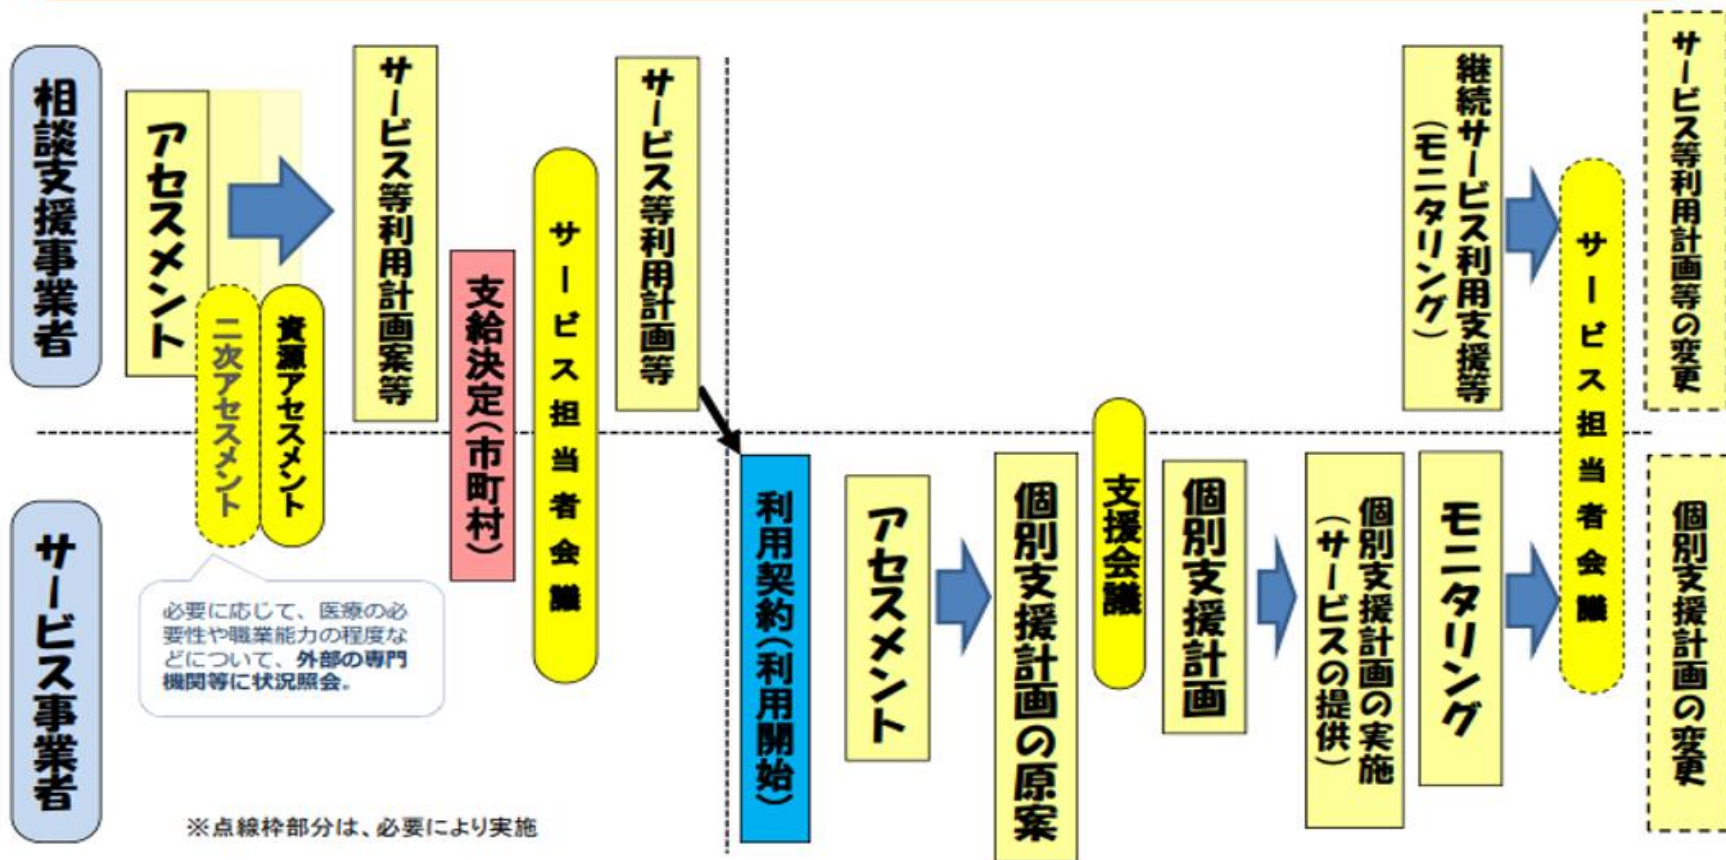 相談支援事業者
アセスメント
二次アセスメント
資源アセスメント
サービス等利用計画案等
支給決定(市町村)
サービス担当者会議
サービス等利用計画等
継続サービス利用支援等
(モニタリング)
サービス担当者会議
サービス等利用計画等の変更
サービス事業者
必要に応じて、医療の必
要性や職業能力の程度な
どについて、外部の専門
機関等に状況照会。
利用契約(利用開始)
アセスメント
個別支援計画の原案
支援会議
個別支援計画
個別支援計画の実施
(サービスの提供)
モニタリング
個別支援計画の変更
※点線枠部分は、必要により実施